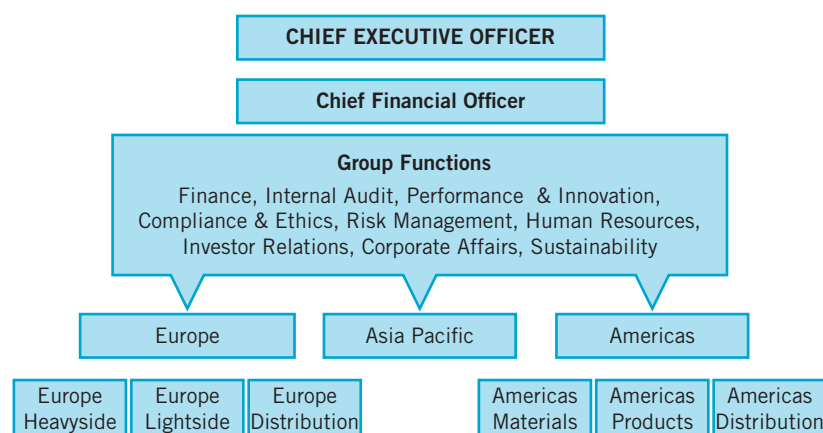 CHIEF EXECUTIVE OFFICER
Chief Financial Officer
Group Functions
Finance, Internal Audit, Performance & Innovation,
Compliance & Ethics, Risk Management, Human Resources,
Investor Relations, Corporate Affairs, Sustainability
Europe
Asia Pacific
Americas
Europe
Heavyside
Europe
Lightside
Europe
Distribution
Americas
Materials
Americas
Products
Americas
Distribution